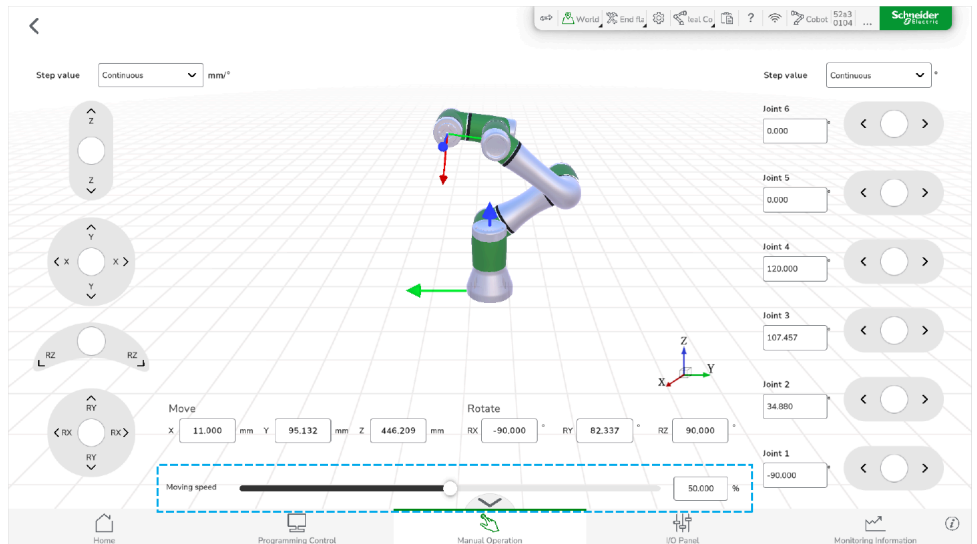 World
End fla
Teal Co
?
Cobot
52a3
0104
...
Schneider
Electric
Step value
Continuous
mm/°
Step value
Continuous
°
Z
Z
Y
X
X
Y
RZ
RZ
RY
RX
RX
RY
Joint 6
0.000
°
Joint 5
0.000
°
Joint 4
120.000
°
Joint 3
107.457
°
Joint 2
34.880
°
Joint 1
-90.000
°
Z
Y
X
Move
X 11.000 mm Y 95.132 mm Z 446.209 mm
Rotate
RX -90.000 ° RY 82.337 ° RZ 90.000 °
Moving speed
50.000 %
Home
Programming Control
Manual Operation
I/O Panel
Monitoring Information
i